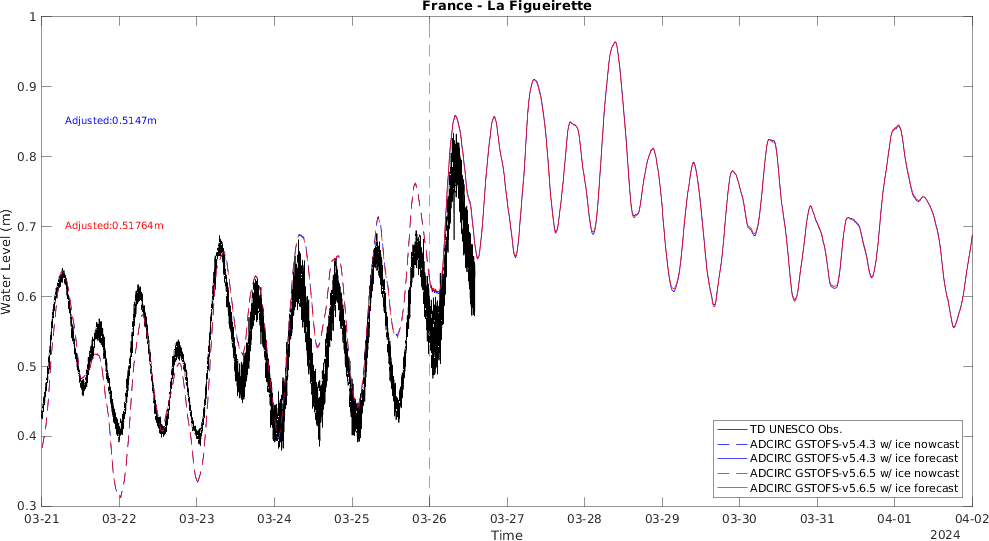 France - La Figueirette
Water Level (m)
1
0.9
0.8
0.7
0.6
0.5
0.4
0.3
Adjusted:0.5147m
Adjusted:0.51764m
TD UNESCO Obs.
ADCIRC GSTOFS-v5.4.3 w/ ice nowcast
ADCIRC GSTOFS-v5.4.3 w/ ice forecast
ADCIRC GSTOFS-v5.6.5 w/ ice nowcast
ADCIRC GSTOFS-v5.6.5 w/ ice forecast
03-21 03-22 03-23 03-24 03-25 03-26 03-27 03-28 03-29 03-30 03-31 04-01 04-02
Time
2024